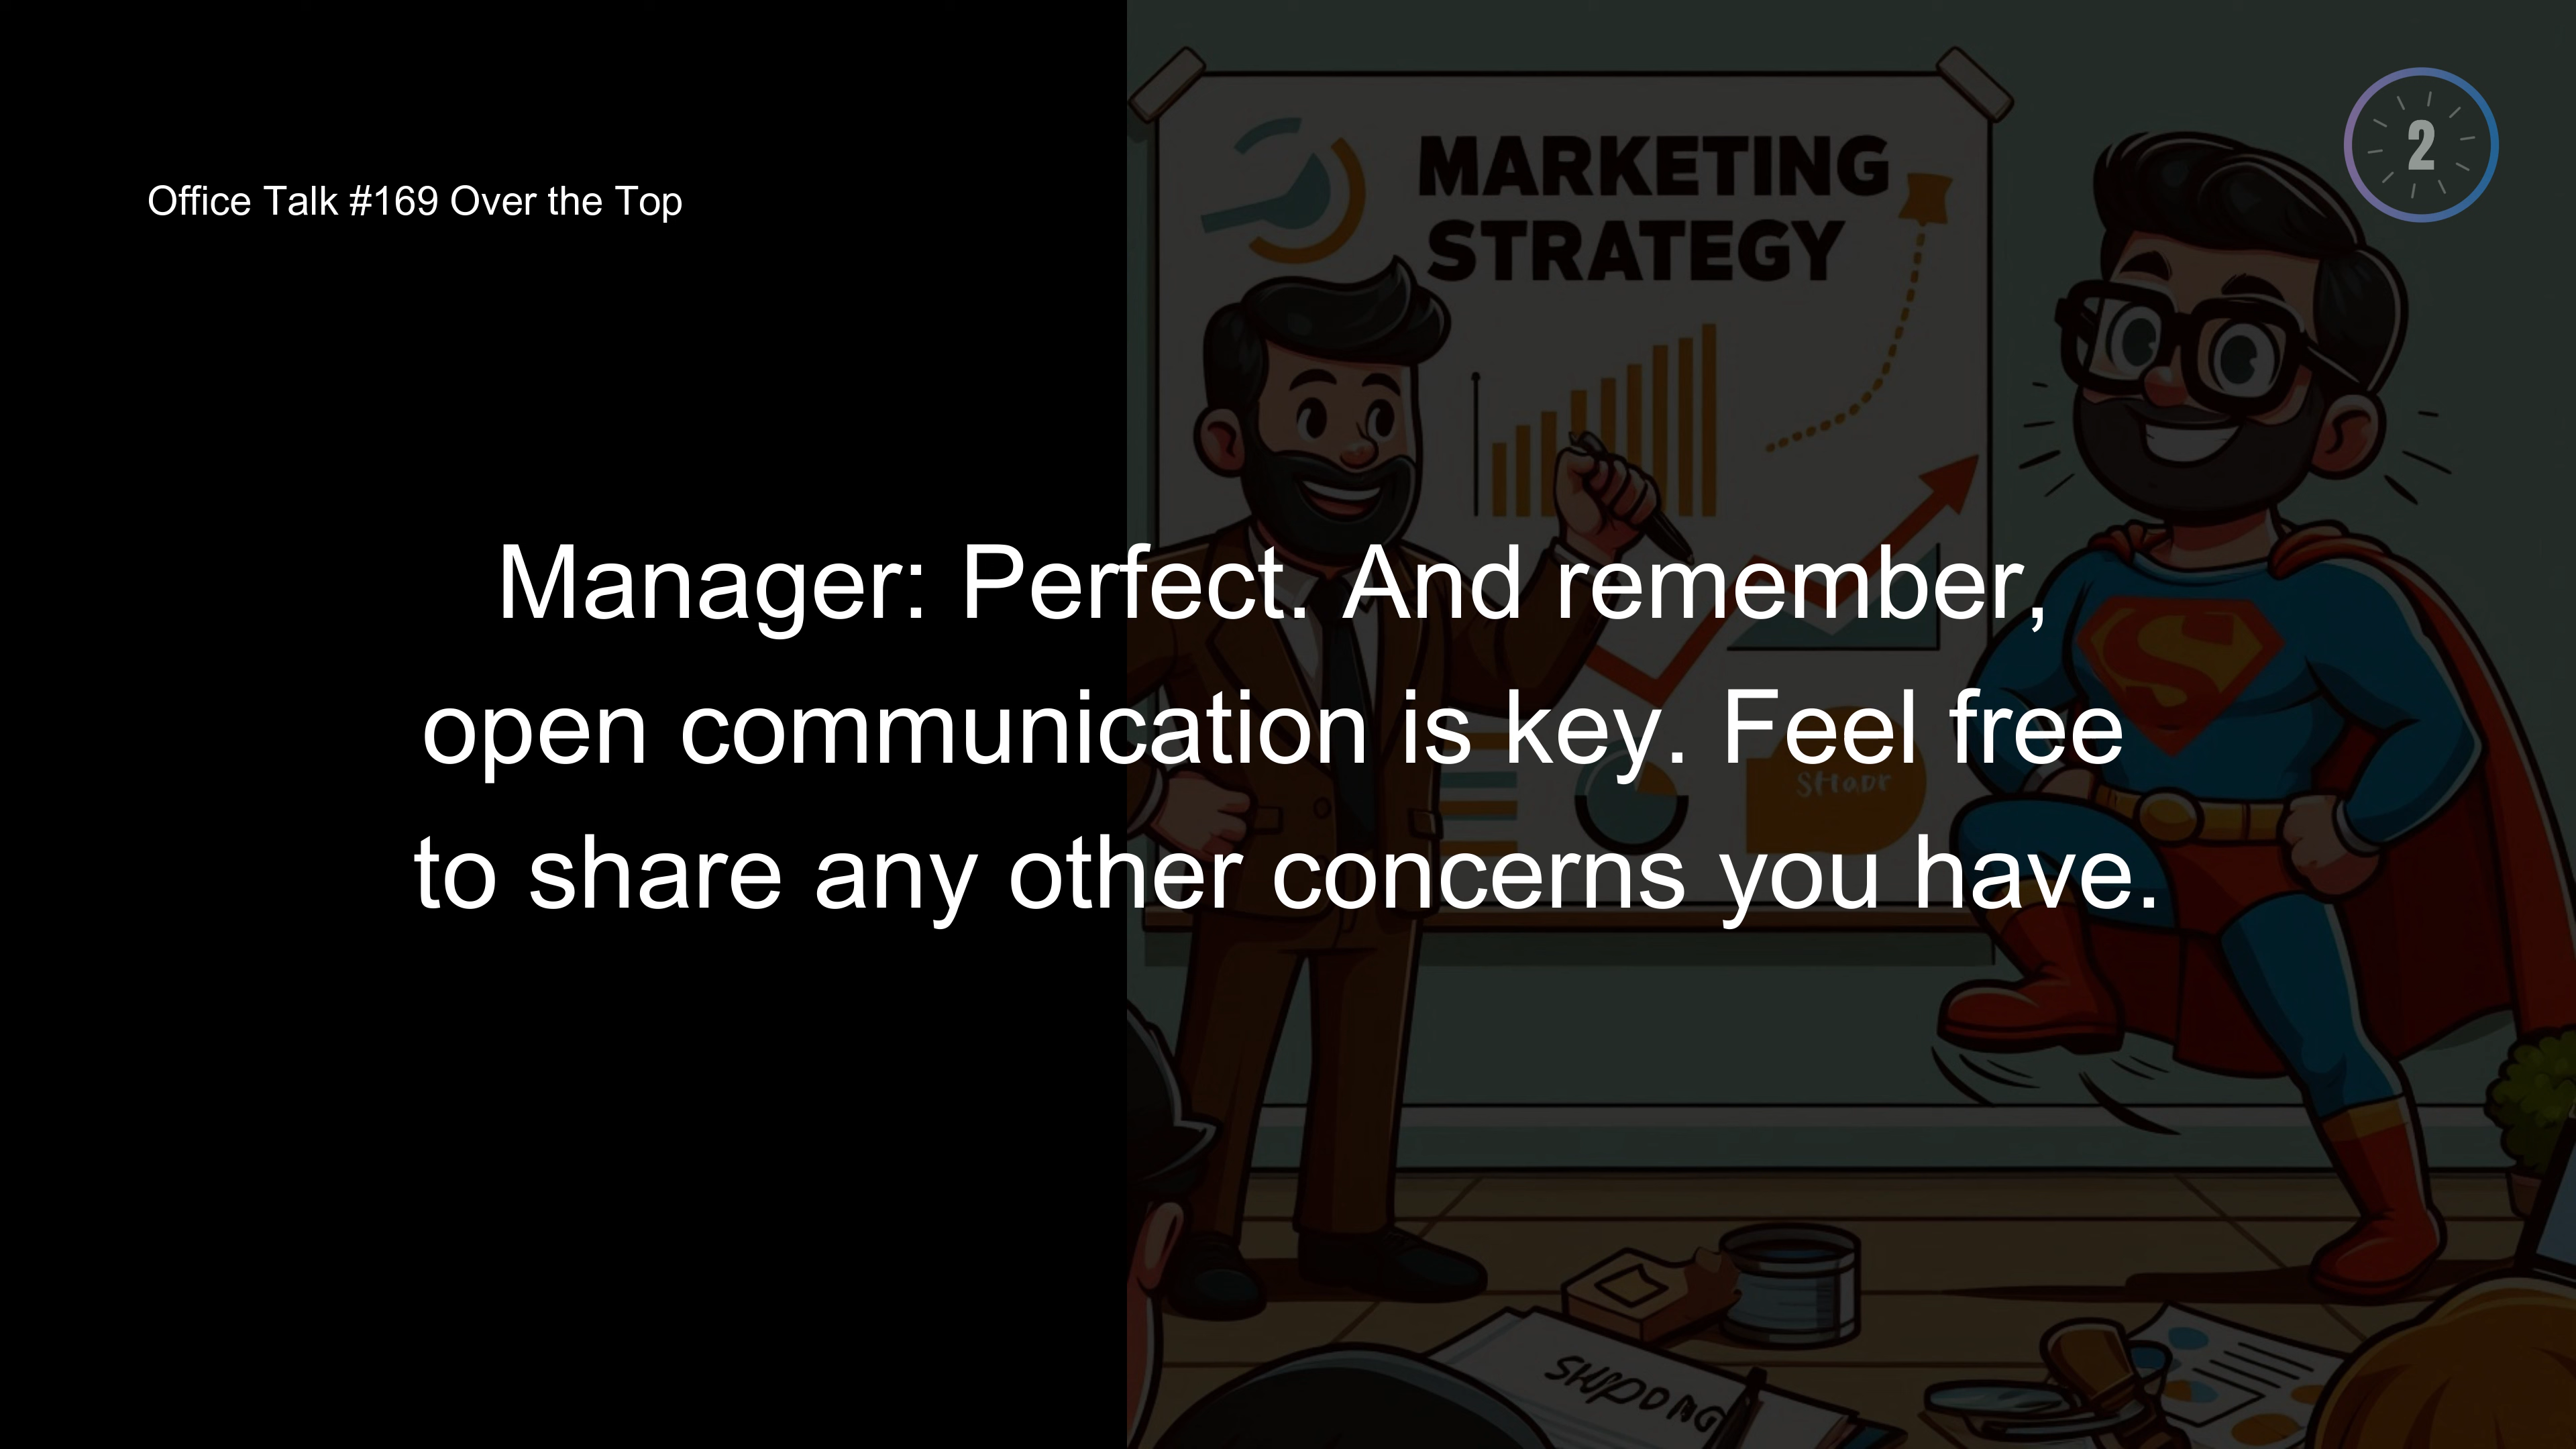 Office Talk #169 Over the Top
2
MARKETING
STRATEGY
S
Manager: Perfect. And remember,
open communication is key. Feel free
to share any other concerns you have.